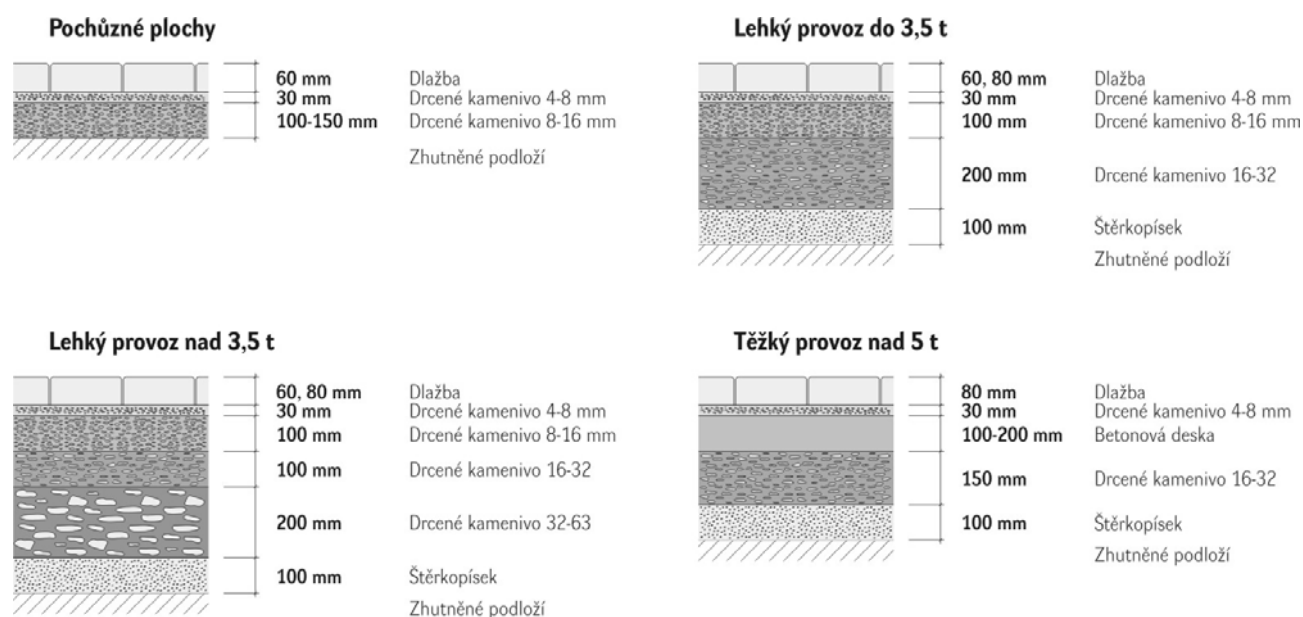 Pochůzné plochy
60 mm Dlažba
30 mm Drcené kamenivo 4-8 mm
100-150 mm Drcené kamenivo 8-16 mm
Zhutněné podloží
Lehký provoz do 3,5 t
60, 80 mm Dlažba
30 mm Drcené kamenivo 4-8 mm
100 mm Drcené kamenivo 8-16 mm
200 mm Drcené kamenivo 16-32
100 mm Štěrkopísek
Zhutněné podloží
Lehký provoz nad 3,5 t
60, 80 mm Dlažba
30 mm Drcené kamenivo 4-8 mm
100 mm Drcené kamenivo 8-16 mm
100 mm Drcené kamenivo 16-32
200 mm Drcené kamenivo 32-63
100 mm Štěrkopísek
Zhutněné podloží
Těžký provoz nad 5 t
80 mm Dlažba
30 mm Drcené kamenivo 4-8 mm
100-200 mm Betonová deska
150 mm Drcené kamenivo 16-32
100 mm Štěrkopísek
Zhutněné podloží